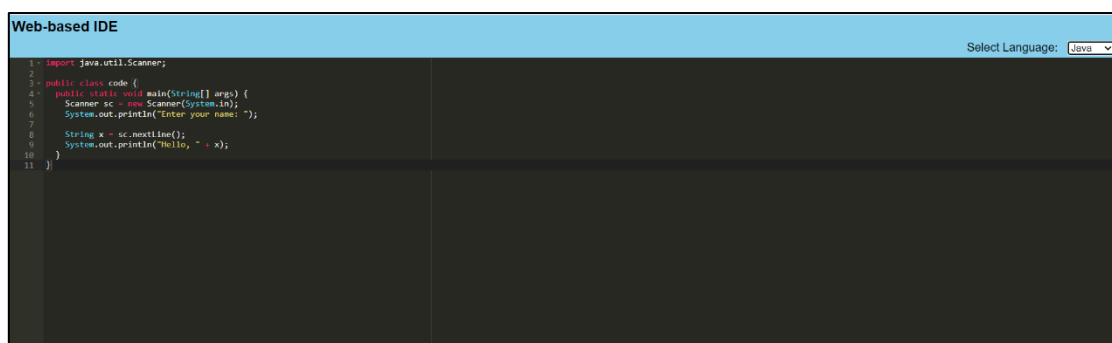 Web-based IDE
Select Language: Java
1 import java.util.Scanner;
2
3 public class code {
4 public static void main(String[] args) {
5 Scanner sc = new Scanner(System.in);
6 System.out.println("Enter your name: ");
7
8 String x = sc.nextLine();
9 System.out.println("Hello, " + x);
10 }
11 }